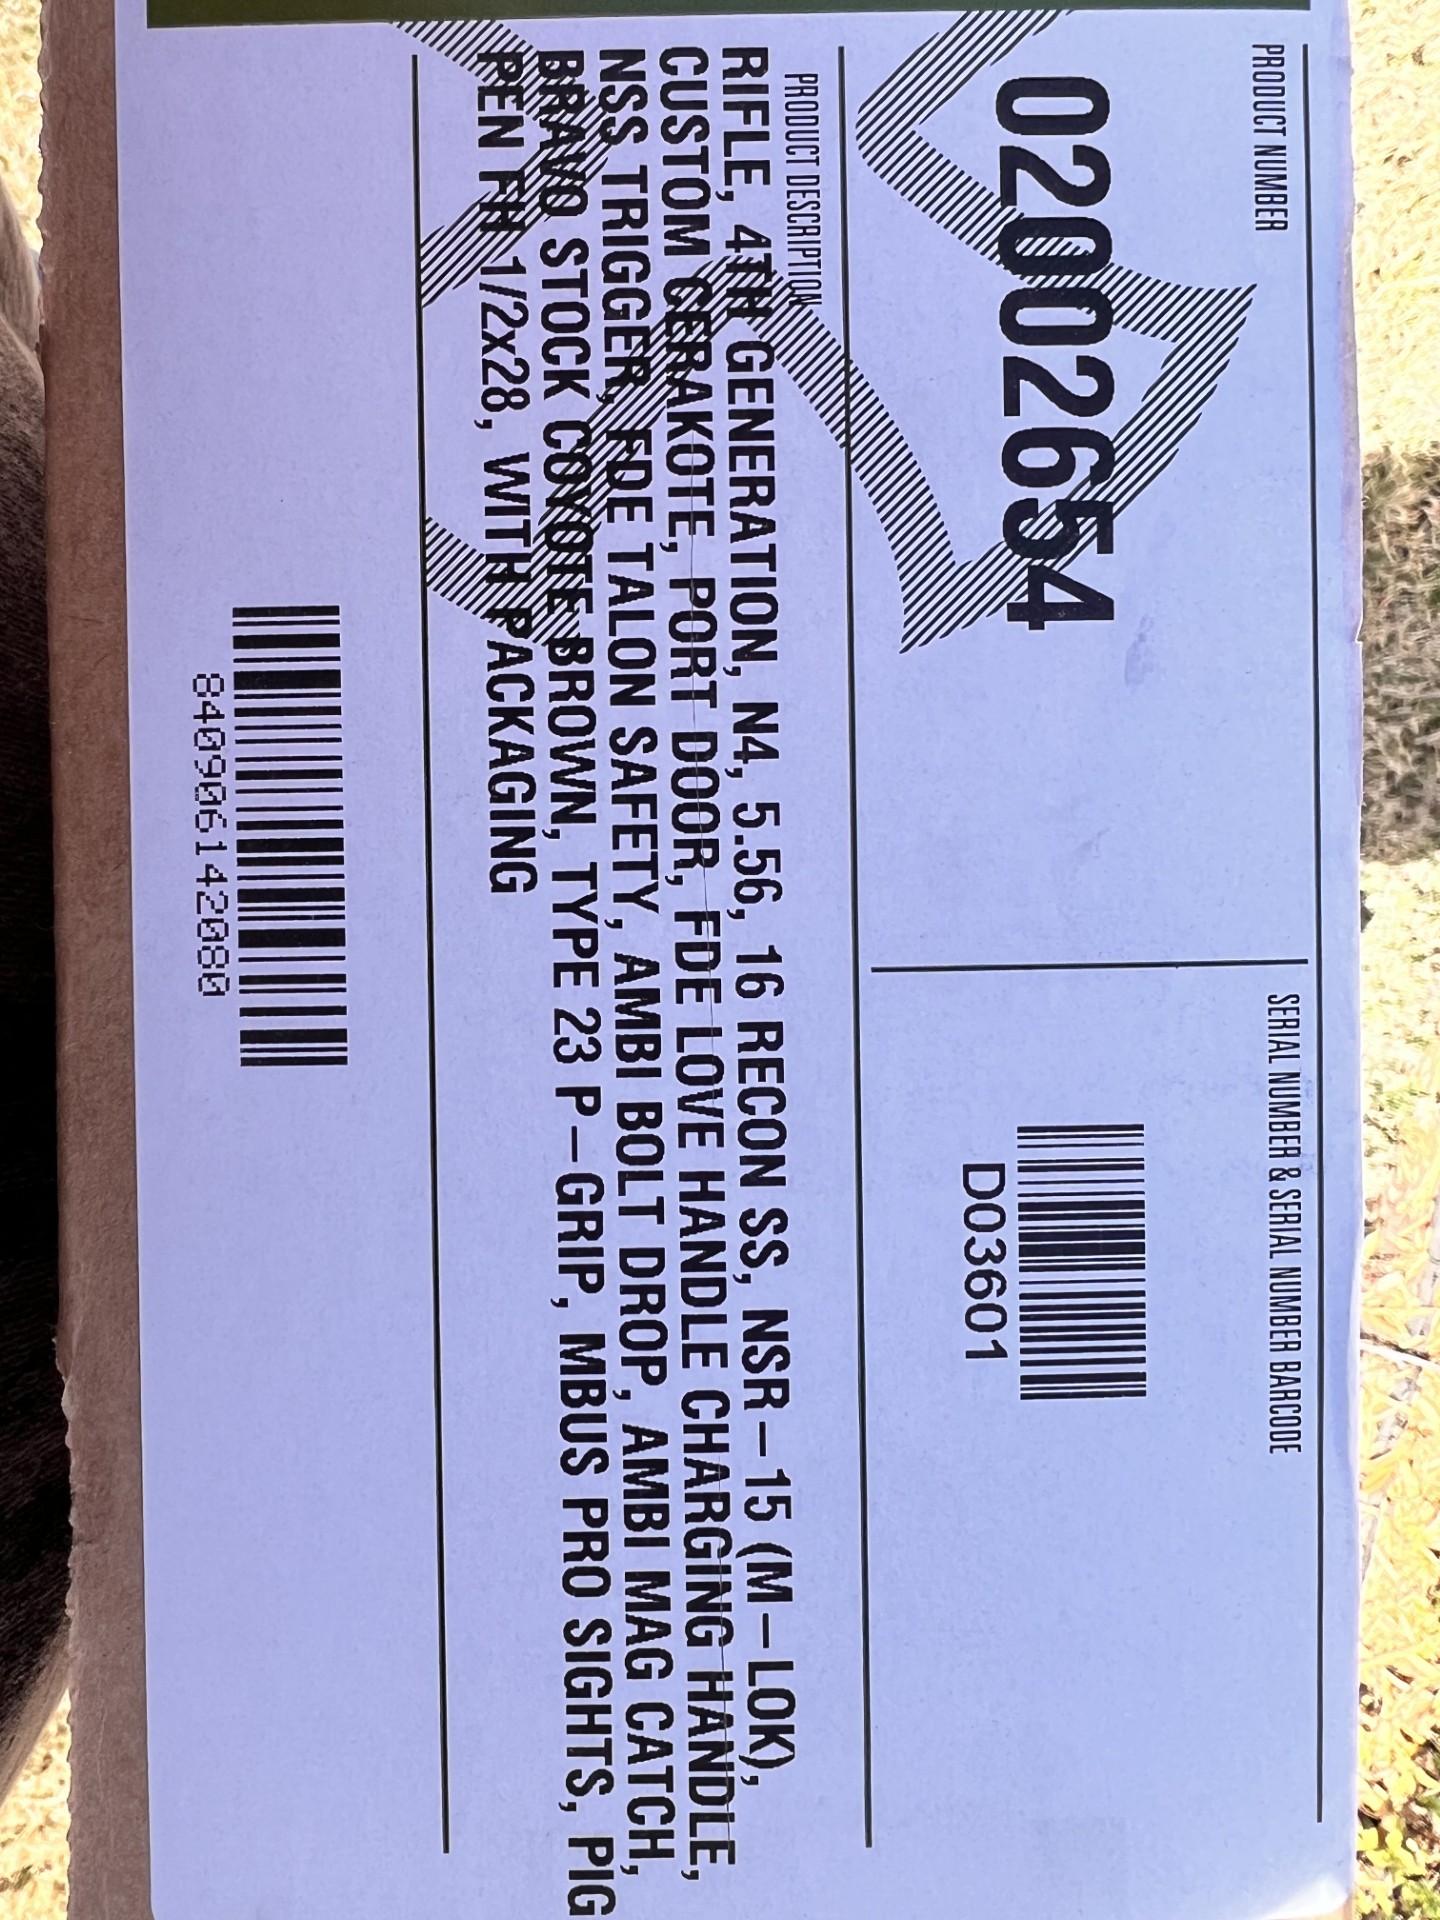 PRODUCT NUMBER
02002654
SERIAL NUMBER & SERIAL NUMBER BARCODE
D03601
PRODUCT DESCRIPTION
RIFLE, 4TH GENERATION, N4, 5.56, 16 RECON SS, NSR-15 (M-LOK),
CUSTOM CERAKOTE, PORT DOOR, FDE LOVE HANDLE CHARGING HANDLE,
NSS TRIGGER, FDE TALON SAFETY, AMBI BOLT DROP, AMBI MAG CATCH,
BRAVO STOCK COYOTE BROWN, TYPE 23 P-GRIP, MBUS PRO SIGHTS, PIG
PEN FH 1/2x28, WITH PACKAGING
840906142080